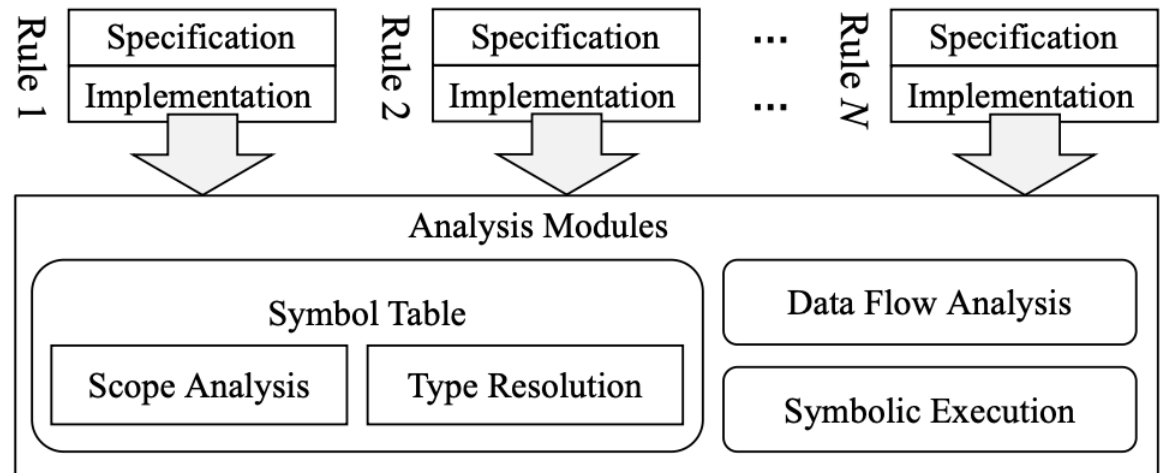 Rule 1
Specification
Implementation
Rule 2
Specification
Implementation
...
...
Rule N
Specification
Implementation
Analysis Modules
Symbol Table
Scope Analysis
Type Resolution
Data Flow Analysis
Symbolic Execution